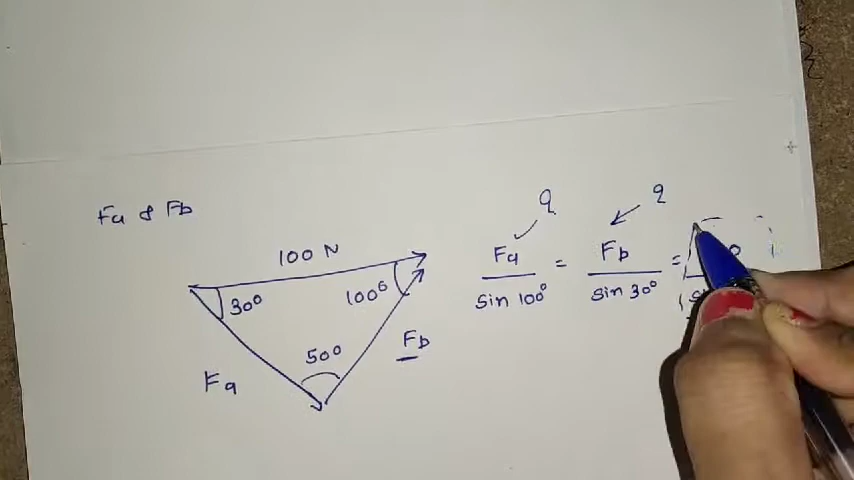 Fa & Fb
100 N
30°
100°
50°
Fa
Fb
q q
Fa / sin 100° = Fb / sin 30° =